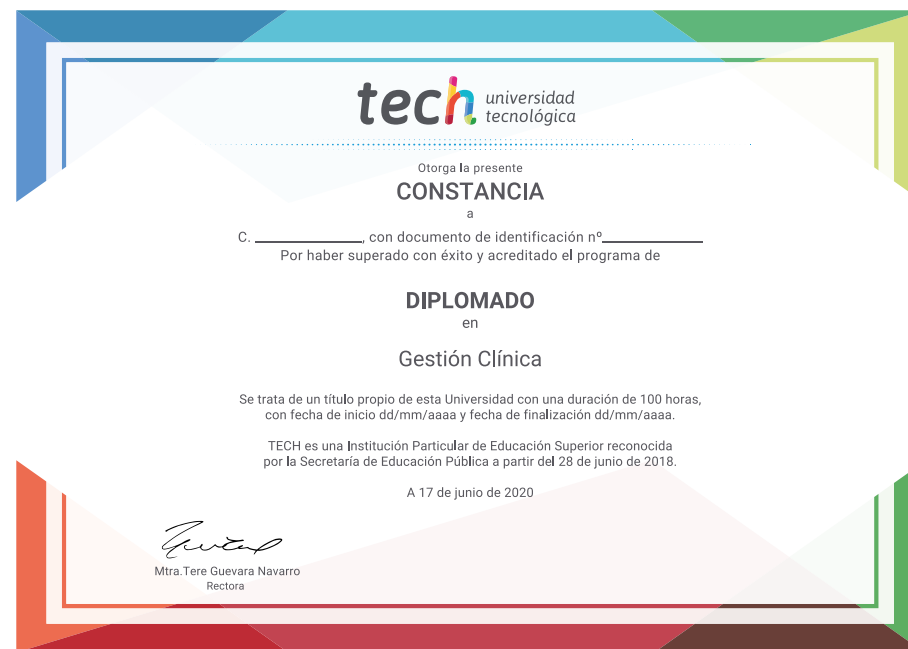 tech universidad
tecnológica
Otorga la presente
CONSTANCIA
a
C. ______________, con documento de identificación nº_____________
Por haber superado con éxito y acreditado el programa de
DIPLOMADO
en
Gestión Clínica
Se trata de un título propio de esta Universidad con una duración de 100 horas,
con fecha de inicio dd/mm/aaaa y fecha de finalización dd/mm/aaaa.
TECH es una Institución Particular de Educación Superior reconocida
por la Secretaría de Educación Pública a partir del 28 de junio de 2018.
A 17 de junio de 2020
Mtra.Tere Guevara Navarro
Rectora